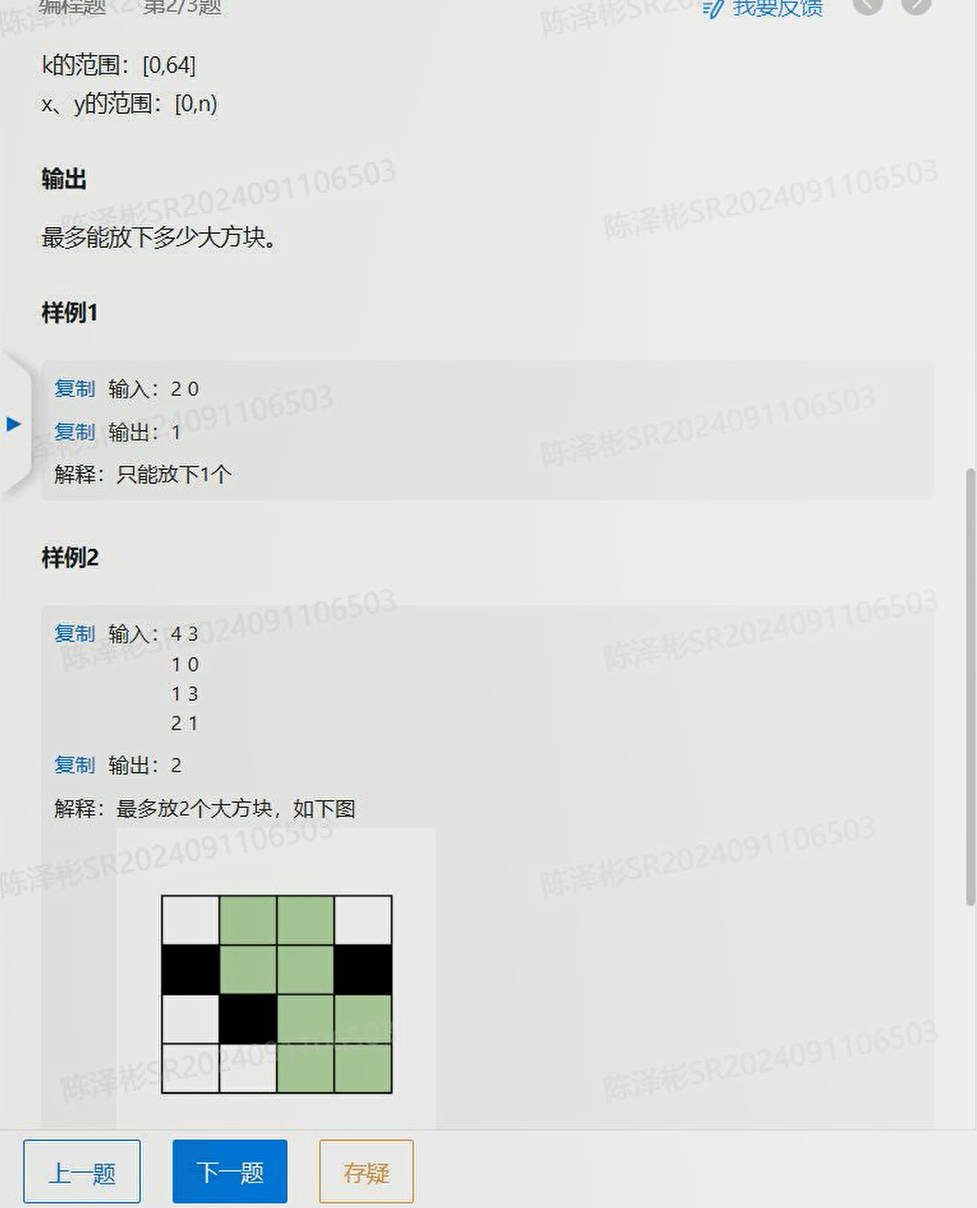 编程题 第2/3题 我要反馈
k的范围：[0,64]
x、y的范围：[0,n)
输出
最多能放下多少大方块。
样例1
复制 输入：2 0
复制 输出：1
解释：只能放下1个
样例2
复制 输入：4 3
1 0
1 3
2 1
复制 输出：2
解释：最多放2个大方块，如下图
上一题 下一题 存疑
陈泽彬SR2024091106503